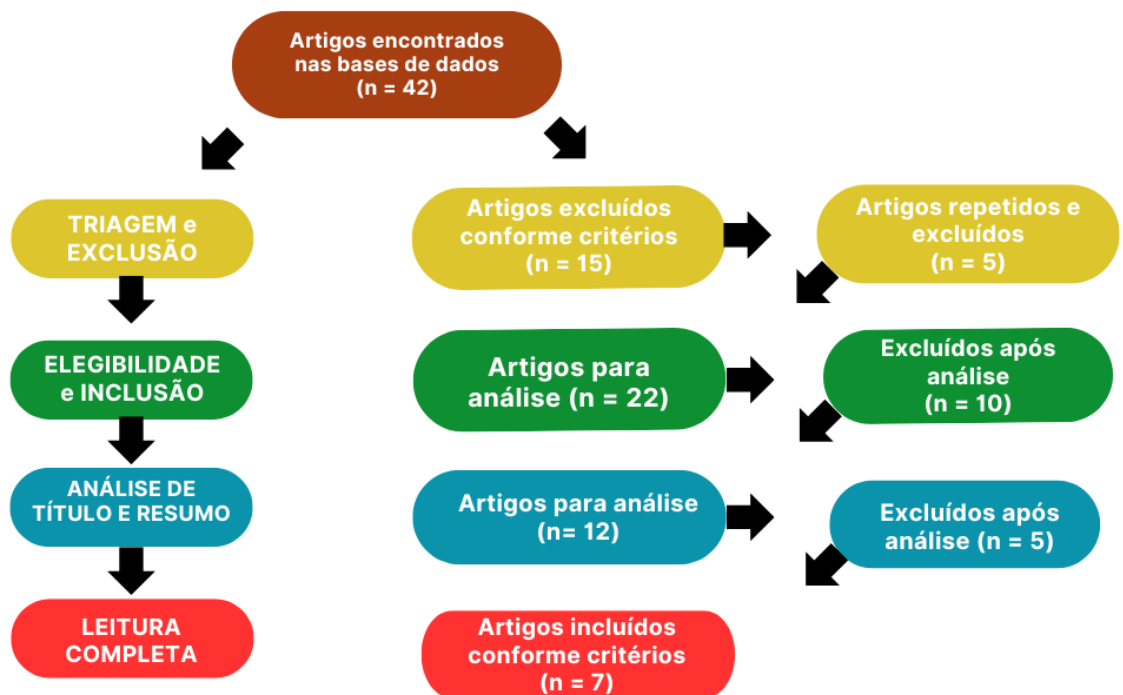 Artigos encontrados
nas bases de dados
(n = 42)
TRIAGEM e
EXCLUSÃO
Artigos excluídos
conforme critérios
(n = 15)
Artigos repetidos e
excluídos
(n = 5)
ELEGIBILIDADE
e INCLUSÃO
Artigos para
análise (n = 22)
Excluídos após
análise
(n = 10)
ANÁLISE DE
TÍTULO E RESUMO
Artigos para análise
(n= 12)
Excluídos após
análise (n = 5)
LEITURA
COMPLETA
Artigos incluídos
conforme critérios
(n = 7)